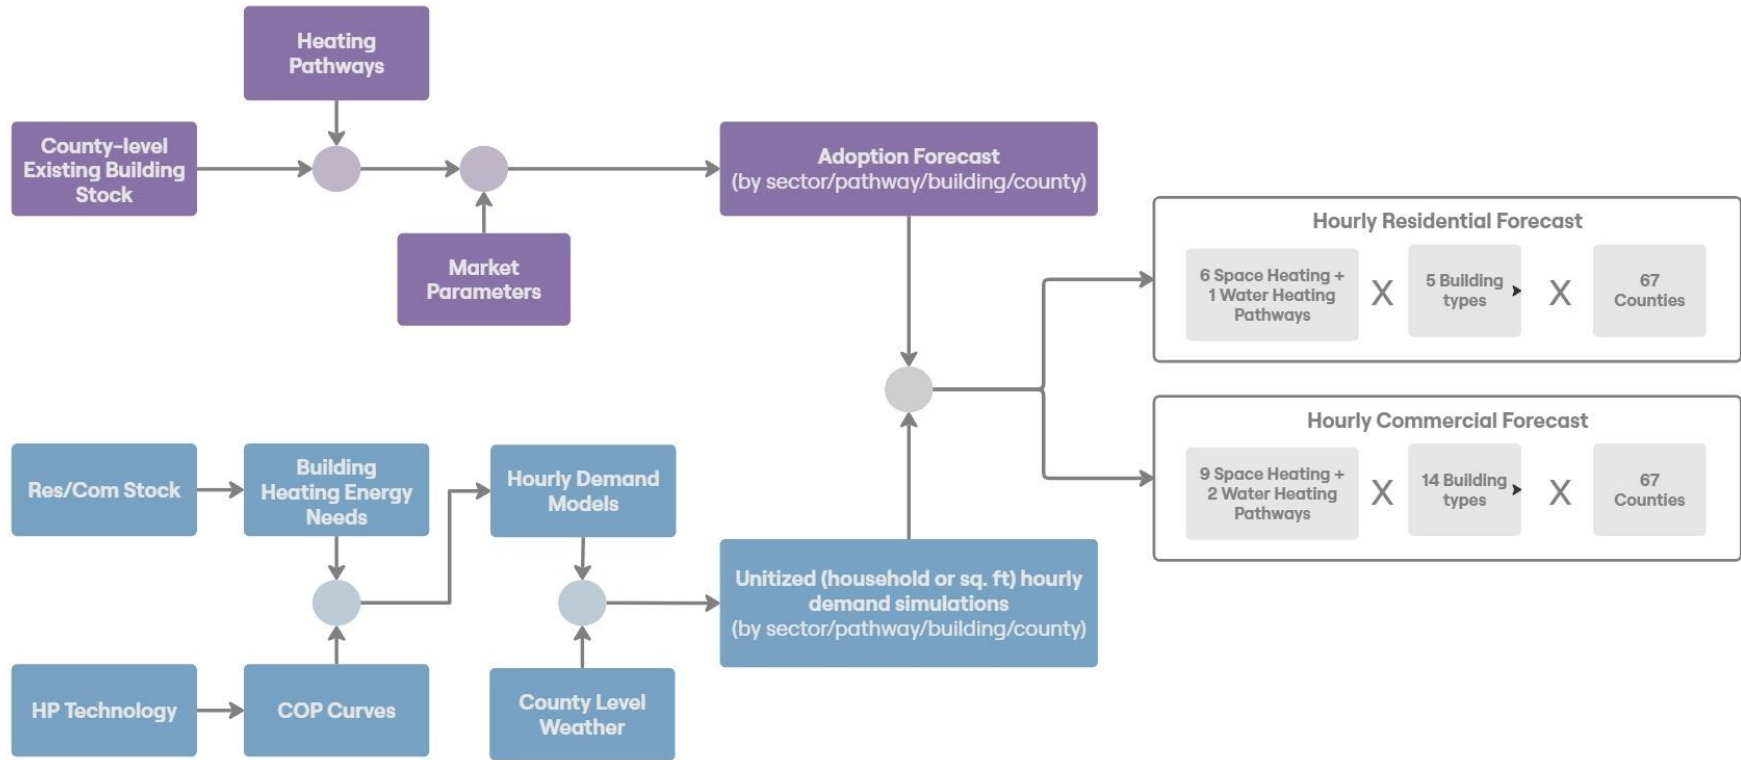 Heating
Pathways
County-level
Existing Building
Stock
Market
Parameters
Adoption Forecast
(by sector/pathway/building/county)
Hourly Residential Forecast
6 Space Heating +
1 Water Heating
Pathways
X
5 Building
types
X
67
Counties
Hourly Commercial Forecast
9 Space Heating +
2 Water Heating
Pathways
X
14 Building
types
X
67
Counties
Res/Com Stock
Building
Heating Energy
Needs
Hourly Demand
Models
Unitized (household or sq. ft) hourly
demand simulations
(by sector/pathway/building/county)
HP Technology
COP Curves
County Level
Weather